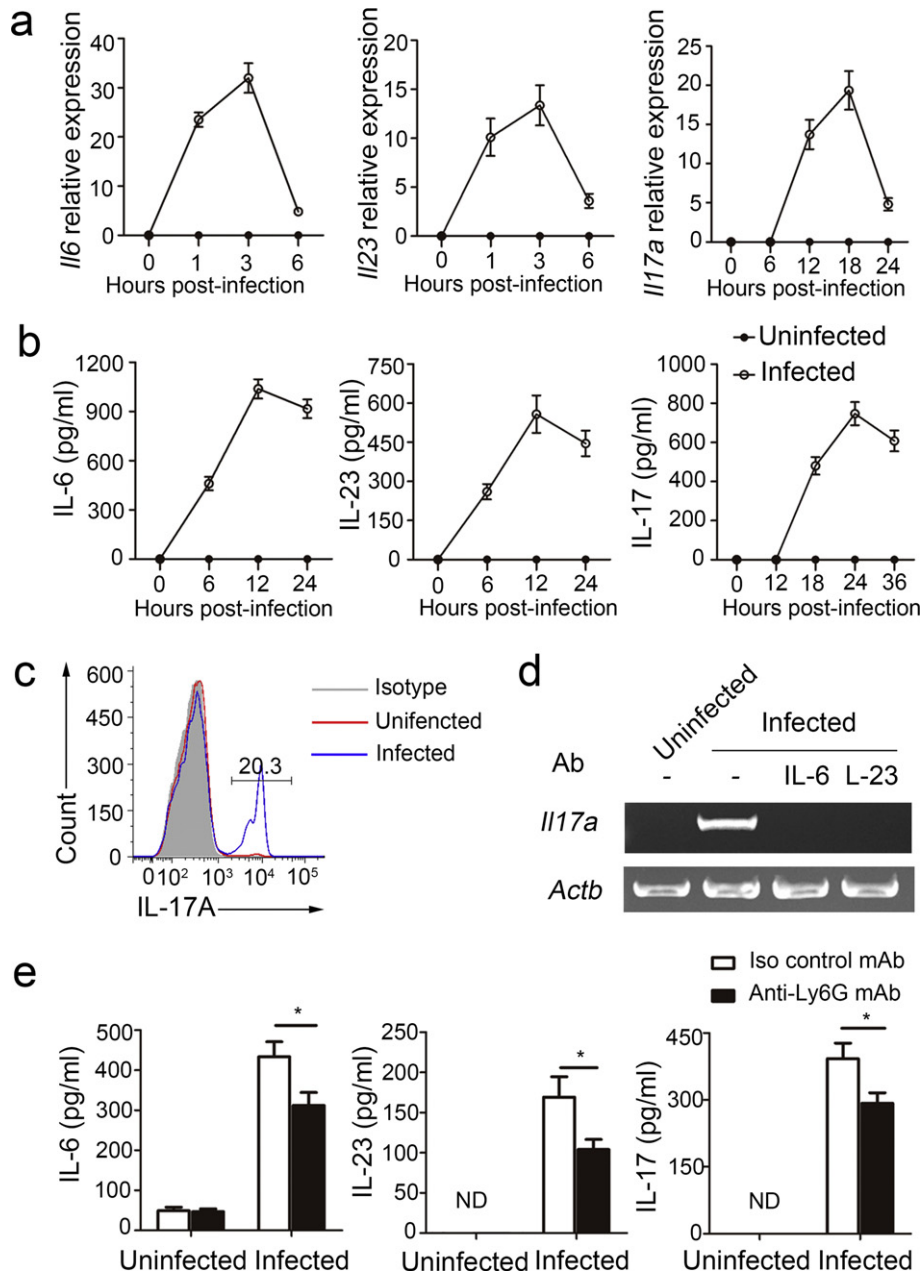 a
Il6 relative expression
40
30
20
10
0
0 1 3 6
Hours post-infection
Il23 relative expression
20
15
10
5
0
0 1 3 6
Hours post-infection
Il17a relative expression
25
20
15
10
5
0
0 6 12 18 24
Hours post-infection
b
Uninfected
Infected
IL-6 (pg/ml)
1200
900
600
300
0
0 6 12 24
Hours post-infection
IL-23 (pg/ml)
750
600
450
300
150
0
0 6 12 24
Hours post-infection
IL-17 (pg/ml)
1000
800
600
400
200
0
0 12 18 24 36
Hours post-infection
c
Count
600
450
300
150
0
20.3
0 10² 10³ 10⁴ 10⁵
IL-17A
Isotype
Unifencted
Infected
d
Uninfected
Infected
Ab - - IL-6 L-23
Il17a
Actb
e
Iso control mAb
Anti-Ly6G mAb
IL-6 (pg/ml)
500
400
300
200
100
0
*
Uninfected Infected
IL-23 (pg/ml)
250
200
150
100
50
0
ND
*
Uninfected Infected
IL-17 (pg/ml)
450
300
150
0
ND
*
Uninfected Infected